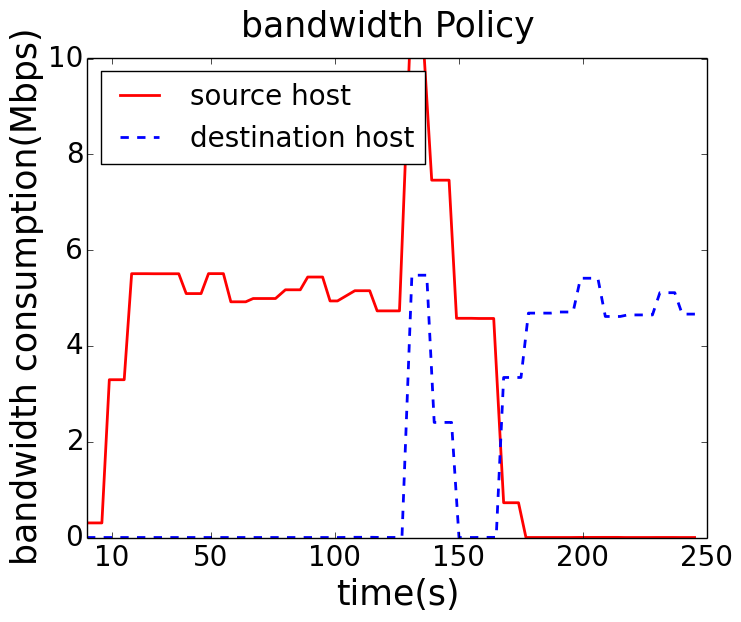 bandwidth Policy
bandwidth consumption(Mbps)
10
8
6
4
2
0
source host
destination host
10 50 100 150 200 250
time(s)